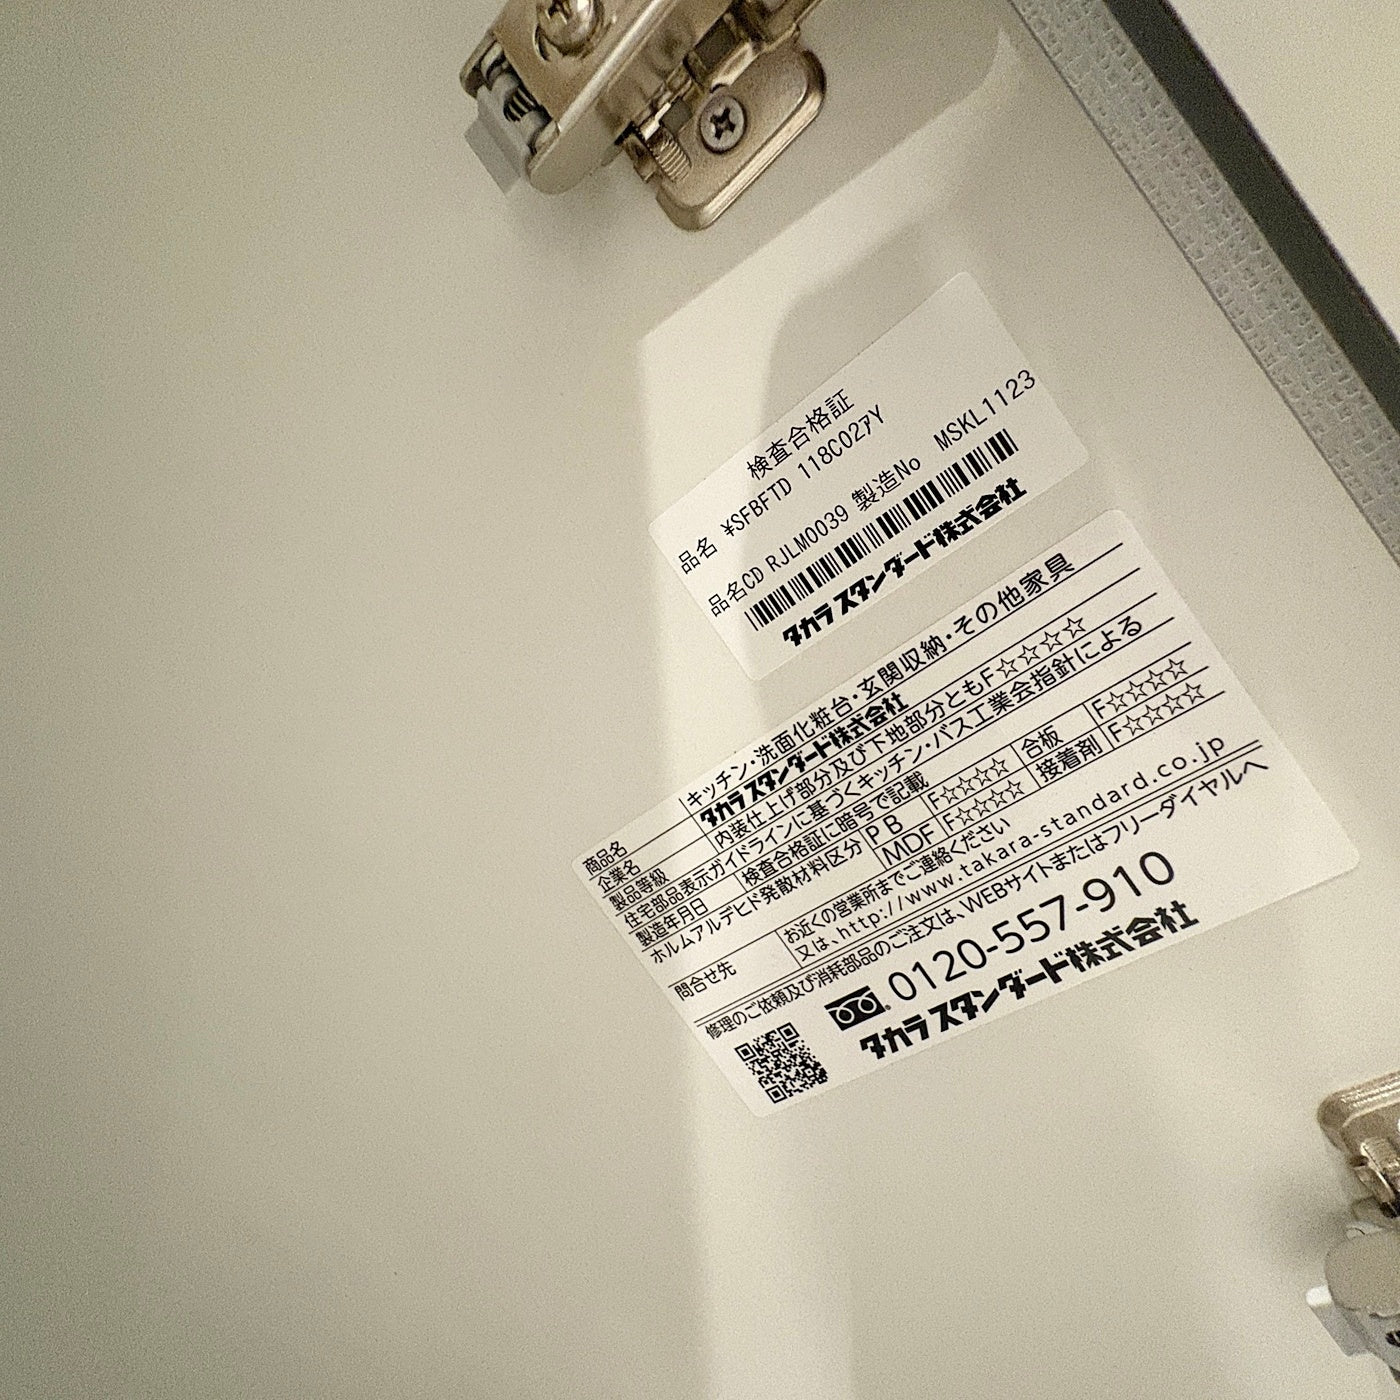 検査合格証
品名 ¥SFBFTD 118C02ｱY
品名CD RJLM0039 製造No MSKL1123
タカラスタンダード株式会社
商品名 キッチン・洗面化粧台・玄関収納・その他家具
企業名 タカラスタンダード株式会社
製品等級 内装仕上げ部分及び下地部分ともF☆☆☆☆
住宅部品表示ガイドラインに基づくキッチン・バス工業会指針による
製造年月日 検査合格証に暗号で記載
ホルムアルデヒド発散材料区分 PB F☆☆☆☆ 合板 F☆☆☆☆
MDF F☆☆☆☆ 接着剤 F☆☆☆☆
問合せ先 お近くの営業所までご連絡ください
又は、http://www.takara-standard.co.jp
修理のご依頼及び消耗部品のご注文は、WEBサイトまたはフリーダイヤルへ
0120-557-910
タカラスタンダード株式会社